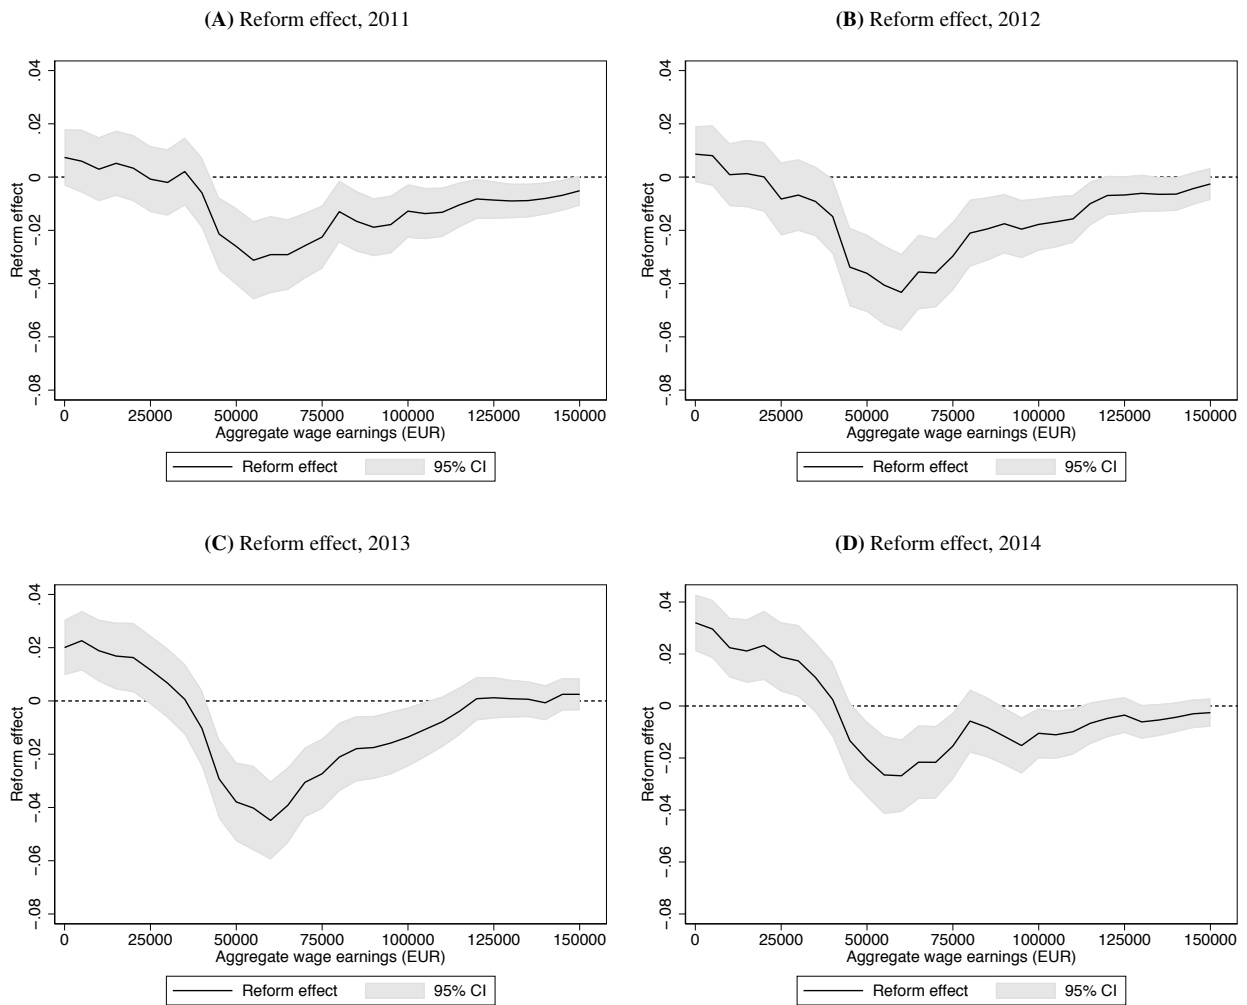 (A) Reform effect, 2011
.04
.02
0
-.02
-.04
-.06
-.08
Reform effect
0 25000 50000 75000 100000 125000 150000
Aggregate wage earnings (EUR)
Reform effect 95% CI
(B) Reform effect, 2012
.04
.02
0
-.02
-.04
-.06
-.08
Reform effect
0 25000 50000 75000 100000 125000 150000
Aggregate wage earnings (EUR)
Reform effect 95% CI
(C) Reform effect, 2013
.04
.02
0
-.02
-.04
-.06
-.08
Reform effect
0 25000 50000 75000 100000 125000 150000
Aggregate wage earnings (EUR)
Reform effect 95% CI
(D) Reform effect, 2014
.04
.02
0
-.02
-.04
-.06
-.08
Reform effect
0 25000 50000 75000 100000 125000 150000
Aggregate wage earnings (EUR)
Reform effect 95% CI